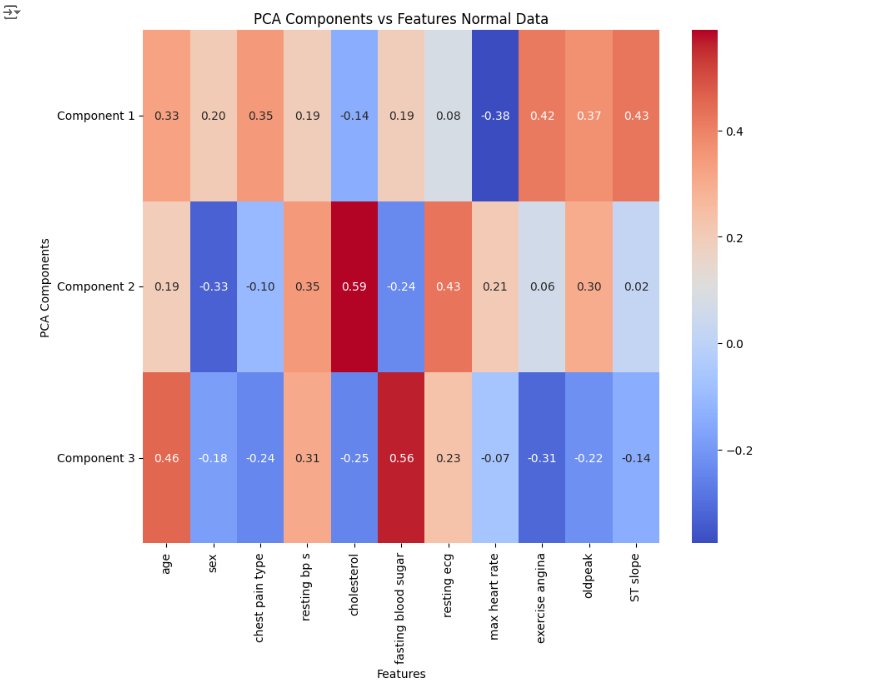 PCA Components vs Features Normal Data
Component 1
0.33 0.20 0.35 0.19 -0.14 0.19 0.08 -0.38 0.42 0.37 0.43
Component 2
0.19 -0.33 -0.10 0.35 0.59 -0.24 0.43 0.21 0.06 0.30 0.02
Component 3
0.46 -0.18 -0.24 0.31 -0.25 0.56 0.23 -0.07 -0.31 -0.22 -0.14
PCA Components
age
sex
chest pain type
resting bp s
cholesterol
fasting blood sugar
resting ecg
max heart rate
exercise angina
oldpeak
ST slope
Features
0.4
0.2
0.0
−0.2